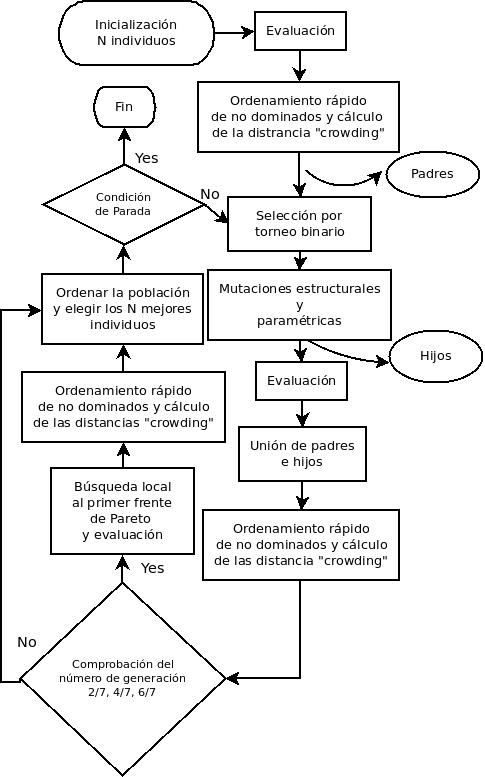 Inicialización
N individuos
Evaluación
Ordenamiento rápido
de no dominados y cálculo
de la distrancia "crowding"
Padres
Fin
Yes
Condición
de Parada
No
Selección por
torneo binario
Ordenar la población
y elegir los N mejores
individuos
Mutaciones estructurales
y
paramétricas
Hijos
Evaluación
Ordenamiento rápido
de no dominados y cálculo
de las distancias "crowding"
Unión de padres
e hijos
Búsqueda local
al primer frente
de Pareto
y evaluación
Ordenamiento rápido
de no dominados y cálculo
de las distancia "crowding"
Yes
No
Comprobación del
número de generación
2/7, 4/7, 6/7